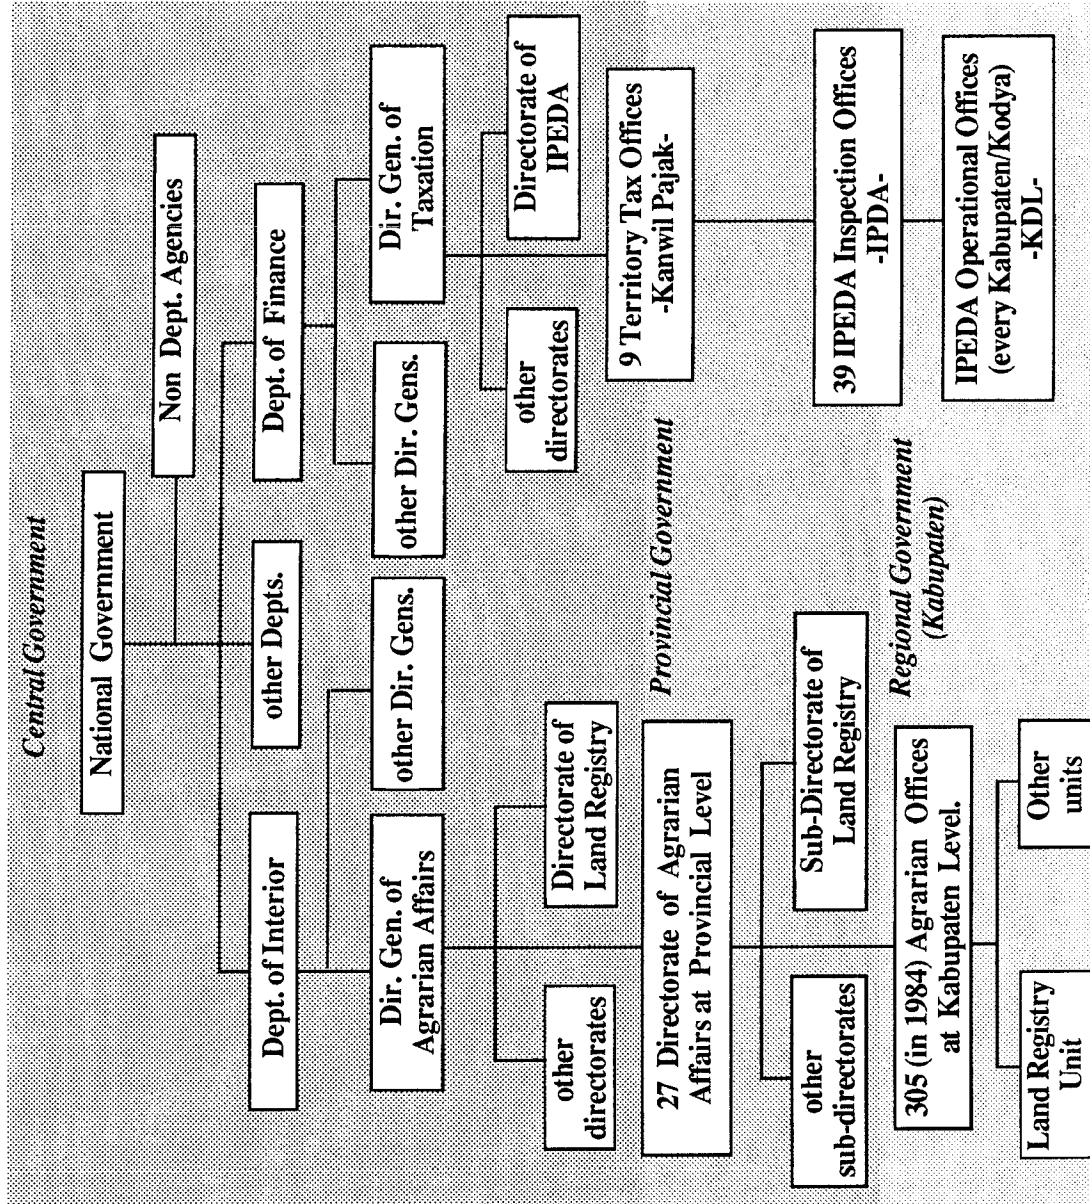 Central Government
National Government
Non Dept. Agencies
Dept. of Interior
other Depts.
Dept. of Finance
Dir. Gen. of
Agrarian Affairs
other Dir. Gens.
other Dir. Gens.
Dir. Gen. of
Taxation
other
directorates
Directorate of
Land Registry
other
directorates
Directorate of
IPEDA
27 Directorate of Agrarian
Affairs at Provincial Level
Provincial Government
9 Territory Tax Offices
-Kanwil Pajak-
other
sub-directorates
Sub-Directorate of
Land Registry
39 IPEDA Inspection Offices
-IPDA-
305 (in 1984) Agrarian Offices
at Kabupaten Level.
Regional Government
(Kabupaten)
IPEDA Operational Offices
(every Kabupaten/Kodya)
-KDL-
Land Registry
Unit
Other
units